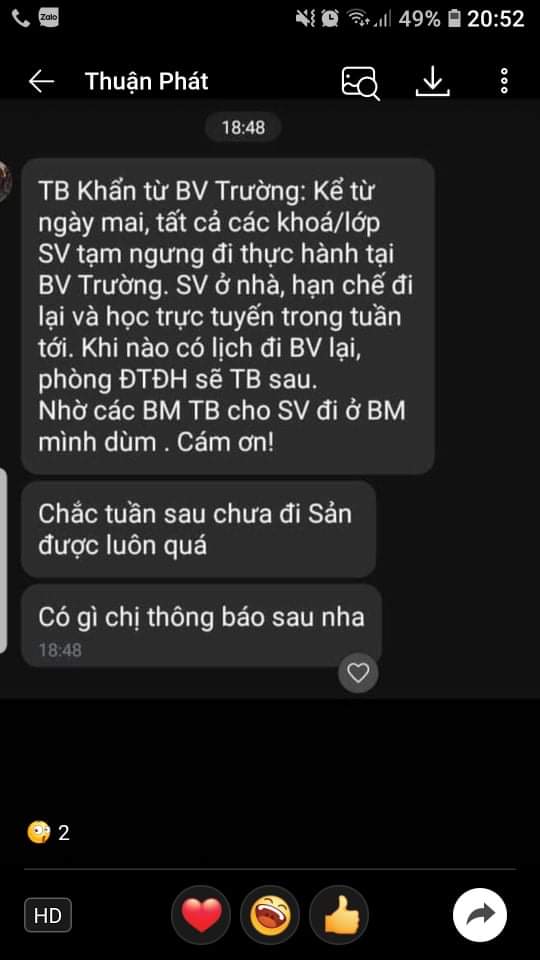 Zalo
49%
20:52
Thuận Phát
18:48
TB Khẩn từ BV Trường: Kể từ
ngày mai, tất cả các khoá/lớp
SV tạm ngưng đi thực hành tại
BV Trường. SV ở nhà, hạn chế đi
lại và học trực tuyến trong tuần
tới. Khi nào có lịch đi BV lại,
phòng ĐTĐH sẽ TB sau.
Nhờ các BM TB cho SV đi ở BM
mình dùm . Cám ơn!
Chắc tuần sau chưa đi Sản
được luôn quá
Có gì chị thông báo sau nha
18:48
2
HD